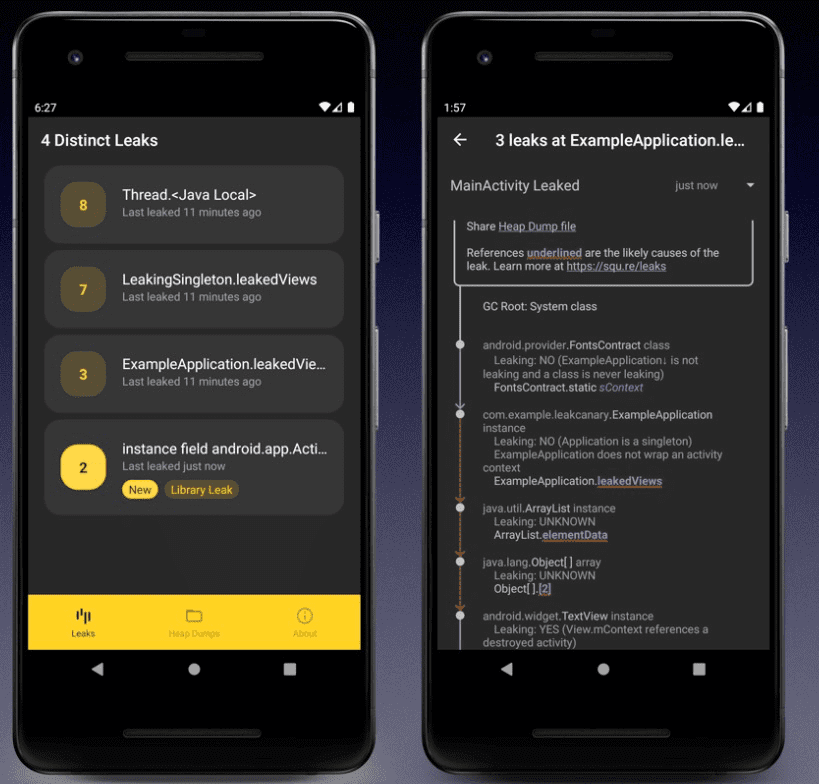 6:27
4 Distinct Leaks
8
Thread.<Java Local>
Last leaked 11 minutes ago
7
LeakingSingleton.leakedViews
Last leaked 11 minutes ago
3
ExampleApplication.leakedVie...
Last leaked 11 minutes ago
2
instance field android.app.Acti...
Last leaked just now
New
Library Leak
Leaks
Heap Dumps
About
1:57
3 leaks at ExampleApplication.le...
MainActivity Leaked
just now
Share Heap Dump file
References underlined are the likely causes of the
leak. Learn more at https://squ.re/leaks
GC Root: System class
android.provider.FontsContract class
Leaking: NO (ExampleApplication↓ is not
leaking and a class is never leaking)
FontsContract.static sContext
com.example.leakcanary.ExampleApplication
instance
Leaking: NO (Application is a singleton)
ExampleApplication does not wrap an activity
context
ExampleApplication.leakedViews
java.util.ArrayList instance
Leaking: UNKNOWN
ArrayList.elementData
java.lang.Object[] array
Leaking: UNKNOWN
Object[].[2]
android.widget.TextView instance
Leaking: YES (View.mContext references a
destroyed activity)